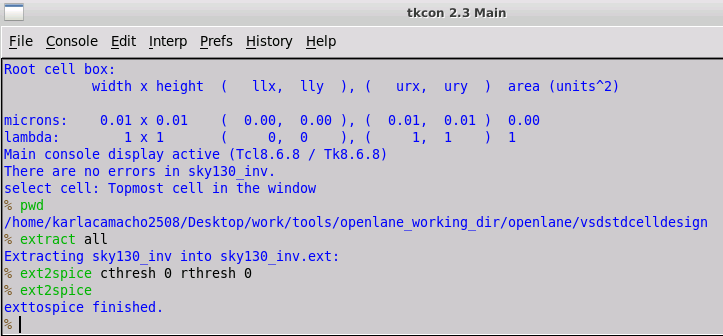 tkcon 2.3 Main
File Console Edit Interp Prefs History Help
Root cell box:
width x height ( llx, lly ), ( urx, ury ) area (units^2)
microns: 0.01 x 0.01 ( 0.00, 0.00 ), ( 0.01, 0.01 ) 0.00
lambda: 1 x 1 ( 0, 0 ), ( 1, 1 ) 1
Main console display active (Tcl8.6.8 / Tk8.6.8)
There are no errors in sky130_inv.
select cell: Topmost cell in the window
% pwd
/home/karlacamacho2508/Desktop/work/tools/openlane_working_dir/openlane/vsdstdcelldesign
% extract all
Extracting sky130_inv into sky130_inv.ext:
% ext2spice cthresh 0 rthresh 0
% ext2spice
exttospice finished.
%